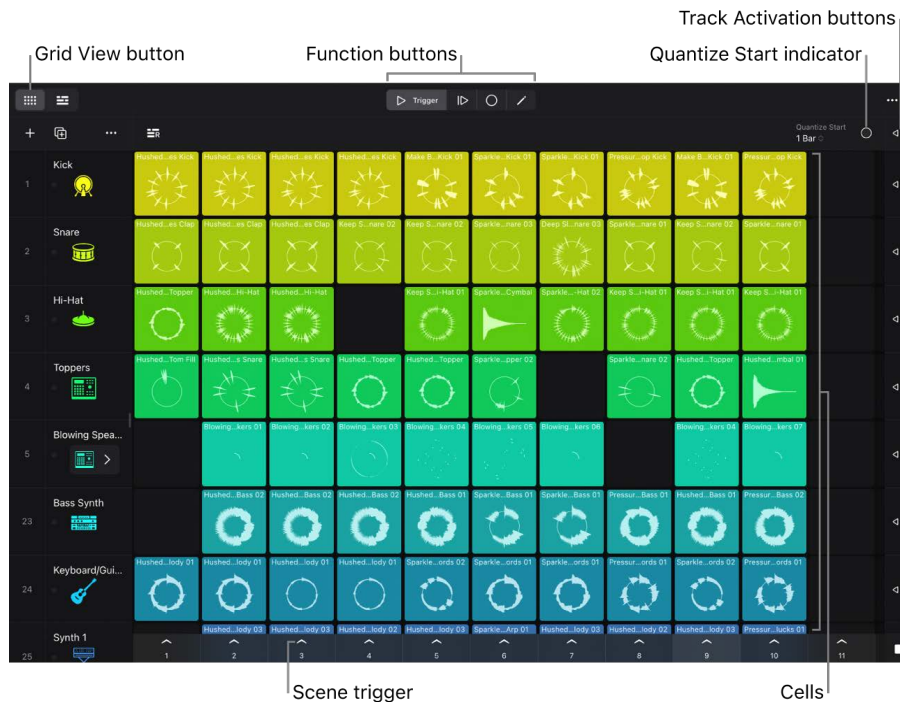 Track Activation buttons
Grid View button Function buttons Quantize Start indicator
Trigger
Quantize Start
1 Bar
Kick
1
Hushed...es Kick Hushed...es Kick Hushed...es Kick Hushed...es Kick Make B...Kick 01 Sparkle...Kick 01 Sparkle...Kick 01 Pressur...op Kick Make B...Kick 01 Pressur...op Kick
Snare
2
Hushed...es Clap Hushed...es Clap Hushed...es Clap Keep S...nare 02 Keep S...nare 02 Sparkle...nare 03 Deep Sl...nare 03 Sparkle...nare 01 Keep S...nare 02 Sparkle...nare 01
Hi-Hat
3
Hushed...Topper Hushed...Hi-Hat Hushed...Hi-Hat Keep S...i-Hat 01 Sparkle...Cymbal Sparkle...-Hat 02 Keep S...i-Hat 01 Keep S...i-Hat 01 Keep S...i-Hat 01
Toppers
4
Hushed...Tom Fill Hushed...s Snare Hushed...s Snare Hushed...Topper Hushed...Topper Sparkle...pper 02 Sparkle...nare 02 Hushed...Topper Hushed...mbal 01
Blowing Spea...
5
Blowing...kers 01 Blowing...kers 02 Blowing...kers 03 Blowing...kers 04 Blowing...kers 05 Blowing...kers 06 Blowing...kers 04 Blowing...kers 07
Bass Synth
23
Hushed...Bass 02 Hushed...Bass 02 Hushed...Bass 02 Hushed...Bass 01 Sparkle...Bass 01 Sparkle...Bass 01 Pressur...Bass 01 Hushed...Bass 01 Pressur...Bass 02
Keyboard/Gui...
24
Hushed...lody 01 Hushed...lody 01 Hushed...lody 01 Hushed...lody 01 Sparkle...ords 02 Sparkle...ords 01 Sparkle...ords 01 Pressur...ords 01 Sparkle...ords 02 Pressur...ords 01
Synth 1
25
Hushed...lody 03 Hushed...lody 03 Hushed...lody 02 Hushed...lody 03 Sparkle...Arp 01 Hushed...lody 03 Hushed...lody 02 Hushed...lody 03 Pressur...lucks 01
1 2 3 4 5 6 7 8 9 10 11
Scene trigger Cells